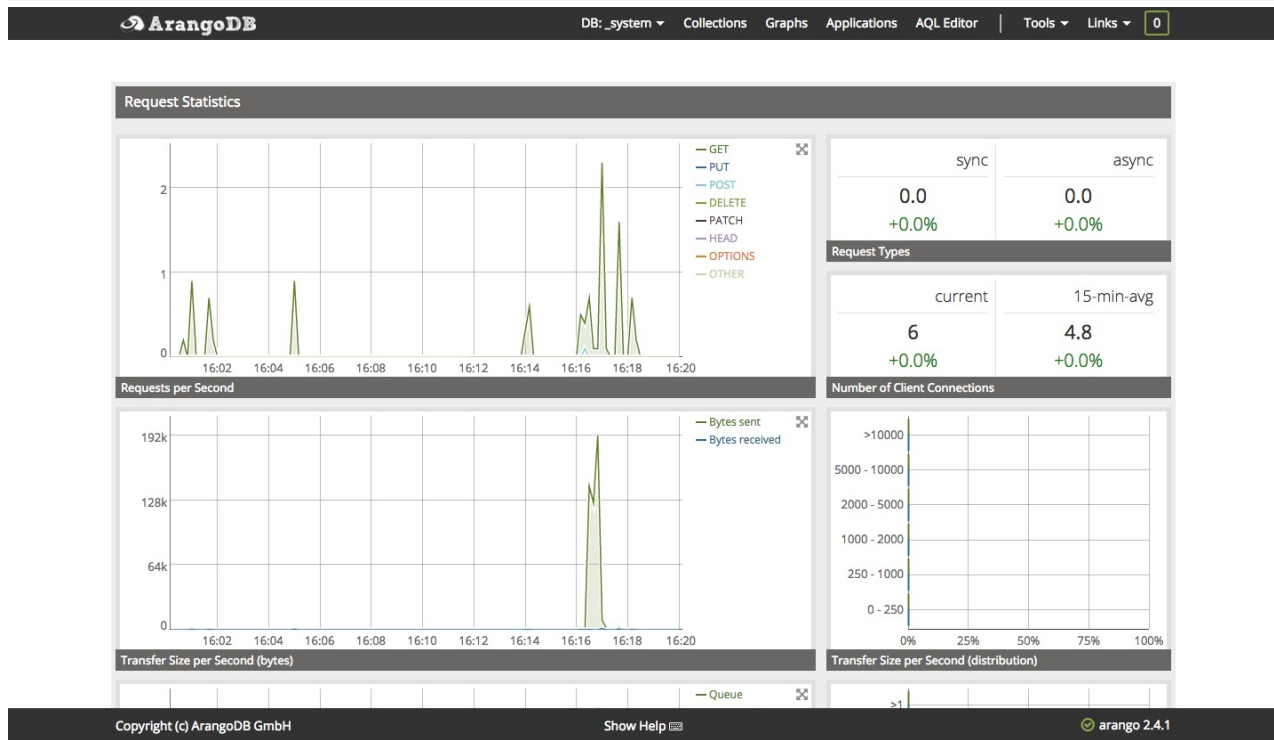 ArangoDB
DB: _system Collections Graphs Applications AQL Editor | Tools Links 0
Request Statistics
2
1
0
16:02 16:04 16:06 16:08 16:10 16:12 16:14 16:16 16:18 16:20
GET
PUT
POST
DELETE
PATCH
HEAD
OPTIONS
OTHER
Requests per Second
sync async
0.0 0.0
+0.0% +0.0%
Request Types
current 15-min-avg
6 4.8
+0.0% +0.0%
Number of Client Connections
192k
128k
64k
0
16:02 16:04 16:06 16:08 16:10 16:12 16:14 16:16 16:18 16:20
Bytes sent
Bytes received
Transfer Size per Second (bytes)
>10000
5000 - 10000
2000 - 5000
1000 - 2000
250 - 1000
0 - 250
0% 25% 50% 75% 100%
Transfer Size per Second (distribution)
Queue
>1
Copyright (c) ArangoDB GmbH
Show Help
arango 2.4.1